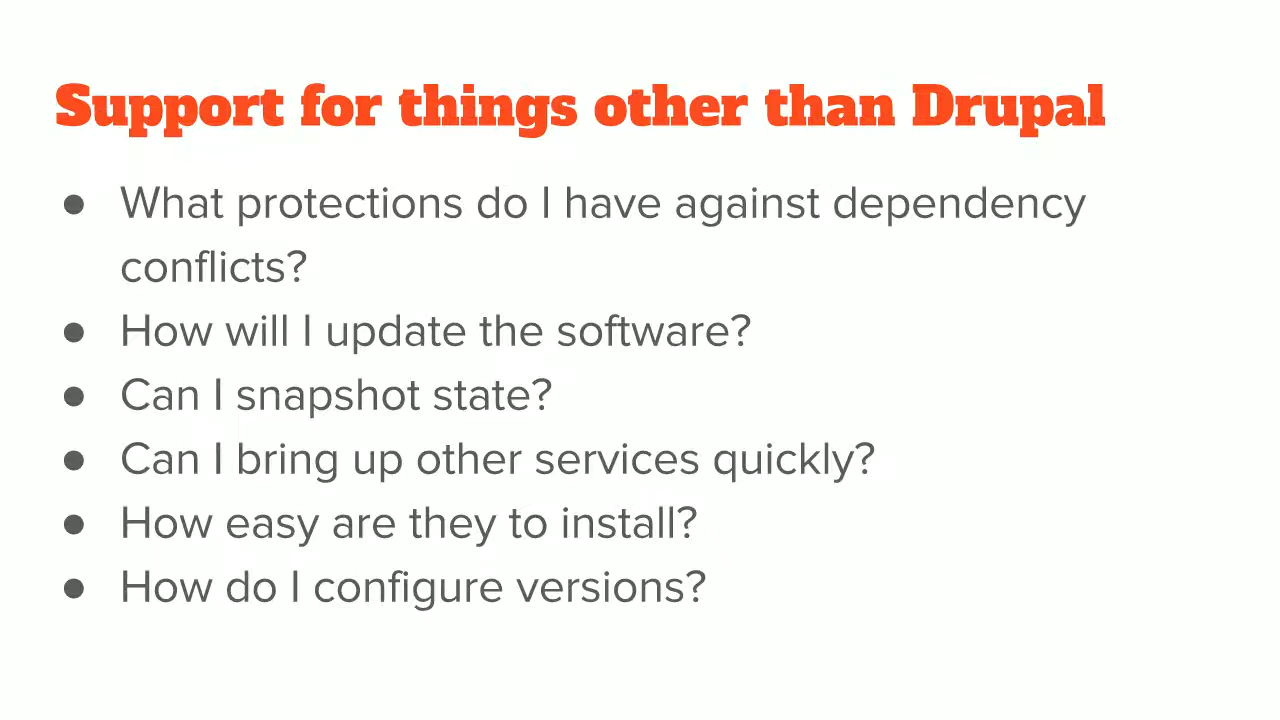 Support for things other than Drupal
● What protections do I have against dependency
conflicts?
● How will I update the software?
● Can I snapshot state?
● Can I bring up other services quickly?
● How easy are they to install?
● How do I configure versions?